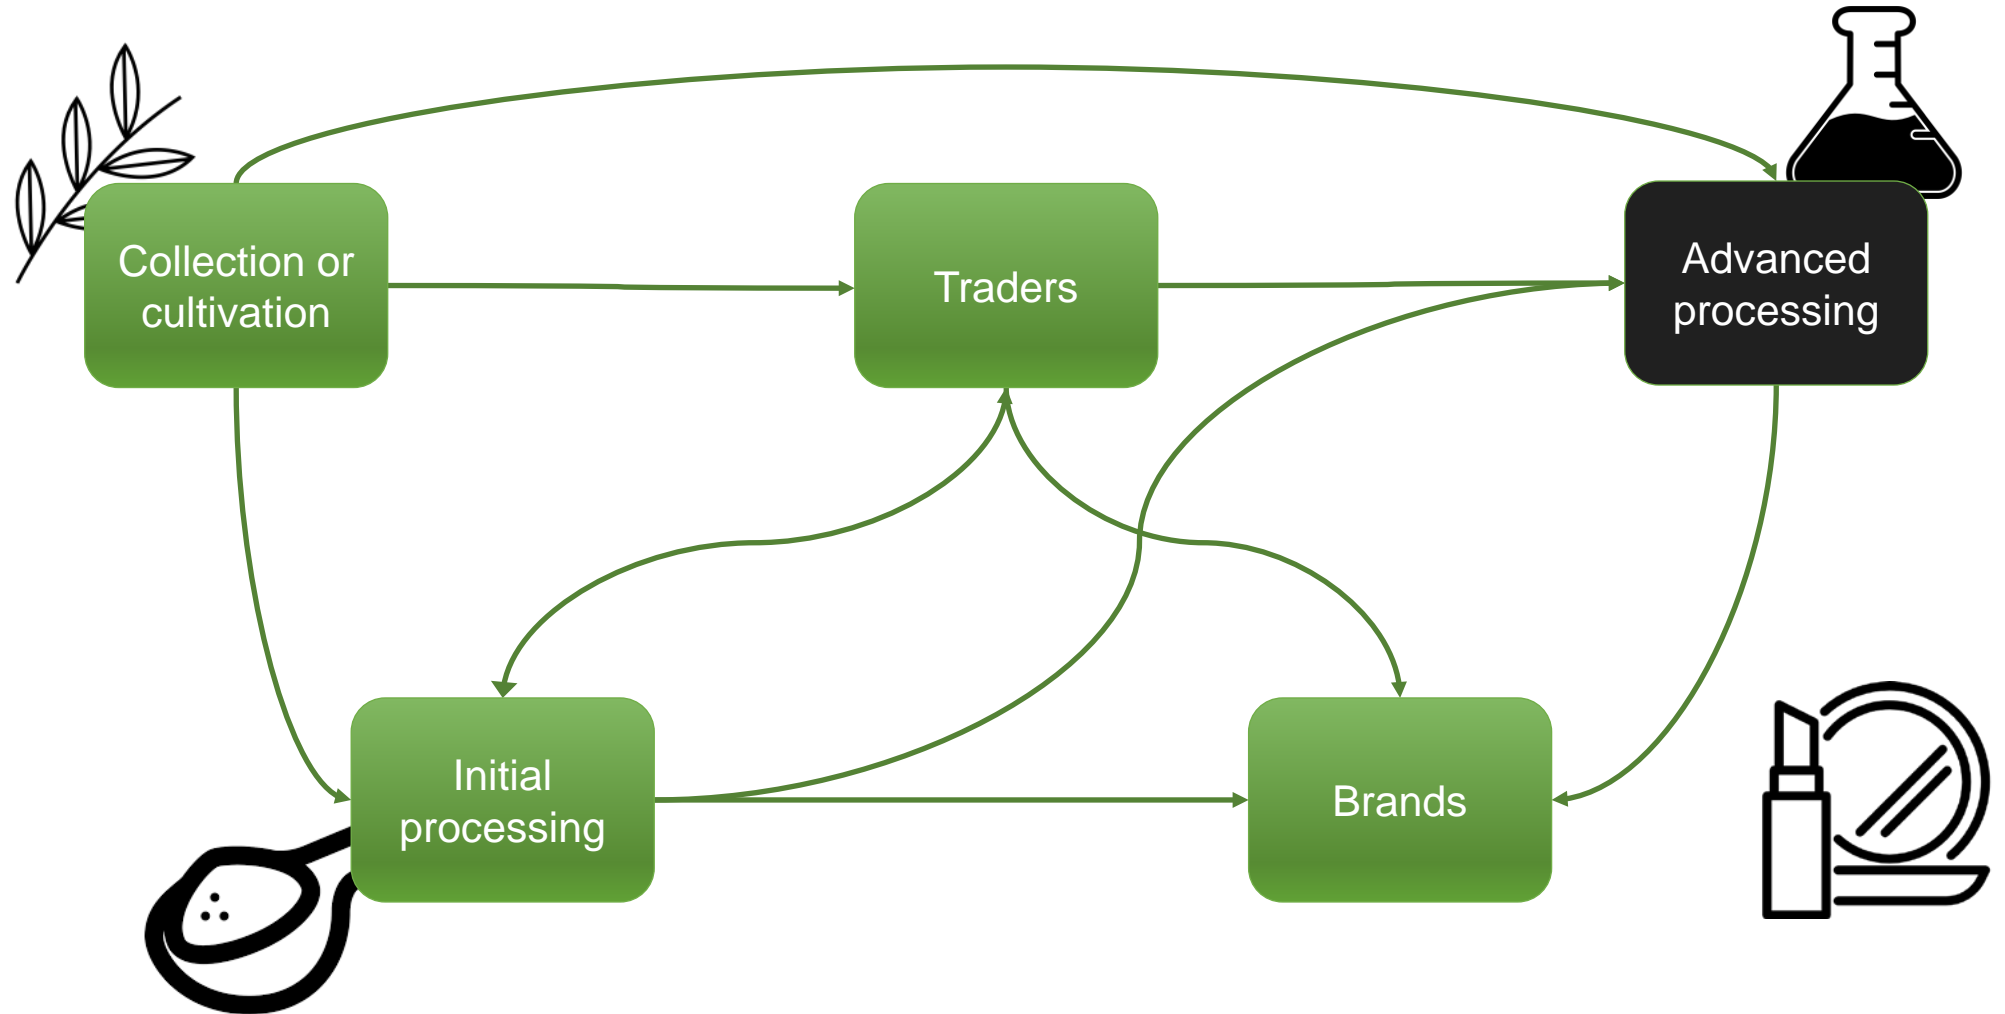 Collection or
cultivation
Traders
Advanced
processing
Initial
processing
Brands